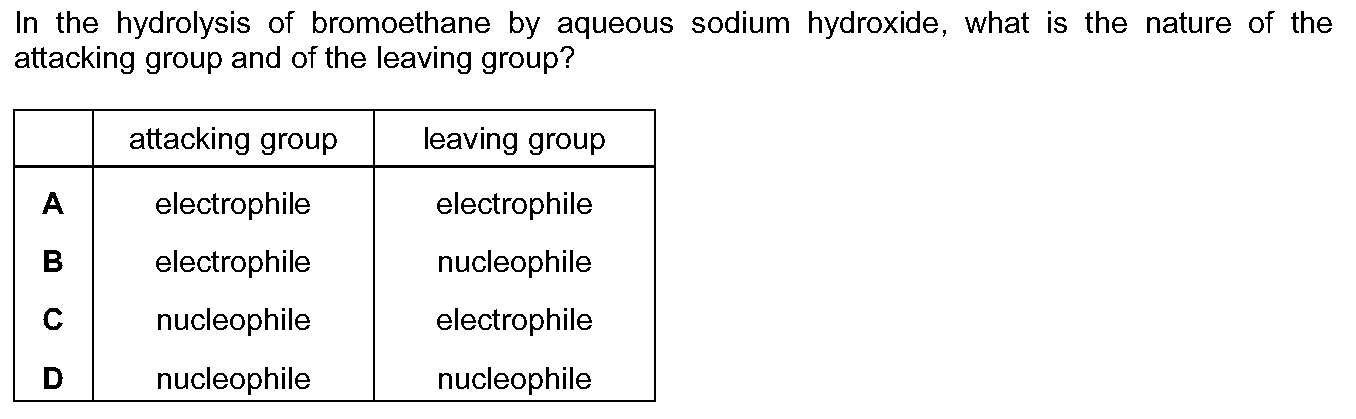 In the hydrolysis of bromoethane by aqueous sodium hydroxide, what is the nature of the
attacking group and of the leaving group?
attacking group leaving group
A electrophile electrophile
B electrophile nucleophile
C nucleophile electrophile
D nucleophile nucleophile